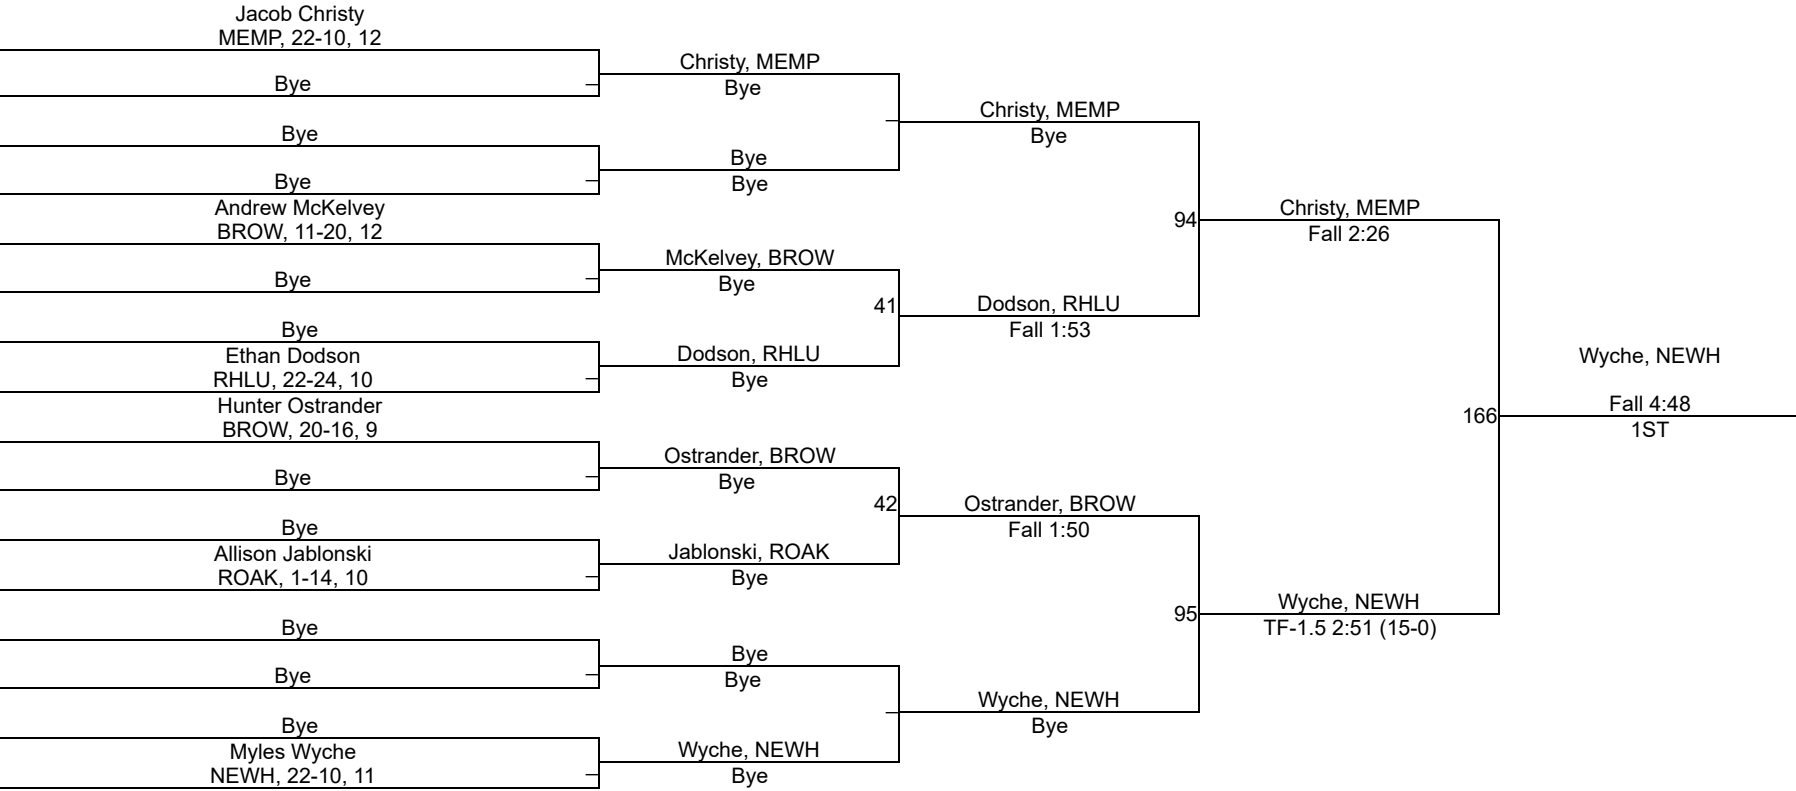 Jacob Christy
MEMP, 22-10, 12
Bye
Bye
Bye
Andrew McKelvey
BROW, 11-20, 12
Bye
Bye
Ethan Dodson
RHLU, 22-24, 10
Hunter Ostrander
BROW, 20-16, 9
Bye
Bye
Allison Jablonski
ROAK, 1-14, 10
Bye
Bye
Bye
Myles Wyche
NEWH, 22-10, 11
Christy, MEMP
Bye
Bye
Bye
McKelvey, BROW
Bye
41
Dodson, RHLU
Bye
Ostrander, BROW
Bye
42
Jablonski, ROAK
Bye
Bye
Bye
Wyche, NEWH
Bye
Christy, MEMP
Bye
94
Dodson, RHLU
Fall 1:53
Ostrander, BROW
Fall 1:50
95
Wyche, NEWH
Bye
Christy, MEMP
Fall 2:26
166
Wyche, NEWH
TF-1.5 2:51 (15-0)
Wyche, NEWH
Fall 4:48
1ST